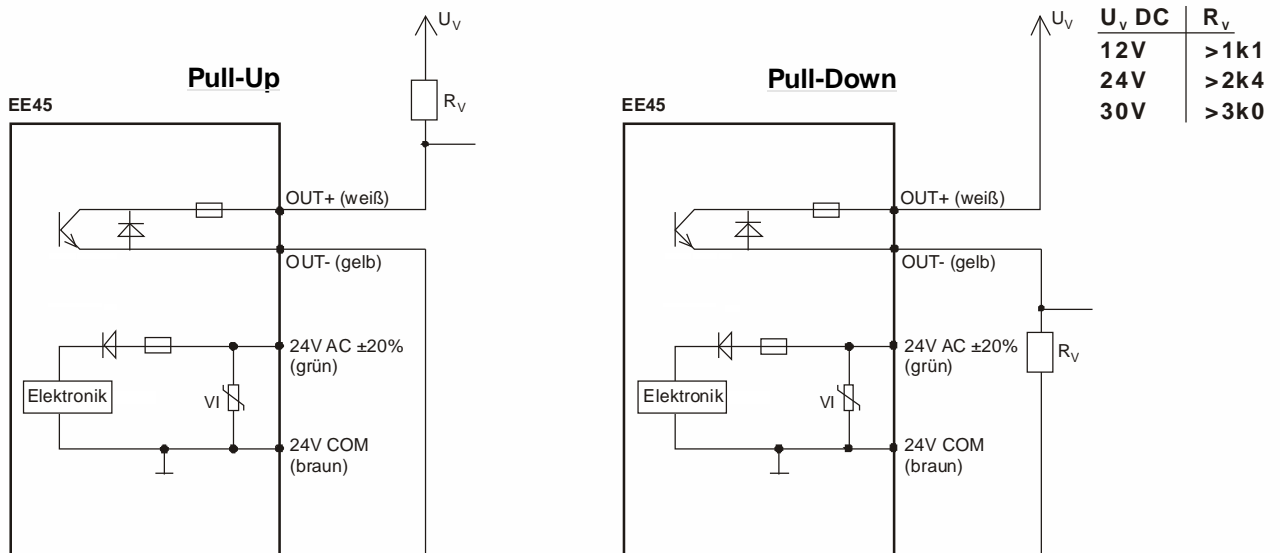 Pull-Up
EE45
U_V
R_V
OUT+ (weiß)
OUT- (gelb)
24V AC ±20%
(grün)
Elektronik
VI
24V COM
(braun)
Pull-Down
EE45
U_V
OUT+ (weiß)
OUT- (gelb)
24V AC ±20%
(grün)
R_V
Elektronik
VI
24V COM
(braun)
U_v DC R_v
12V >1k1
24V >2k4
30V >3k0